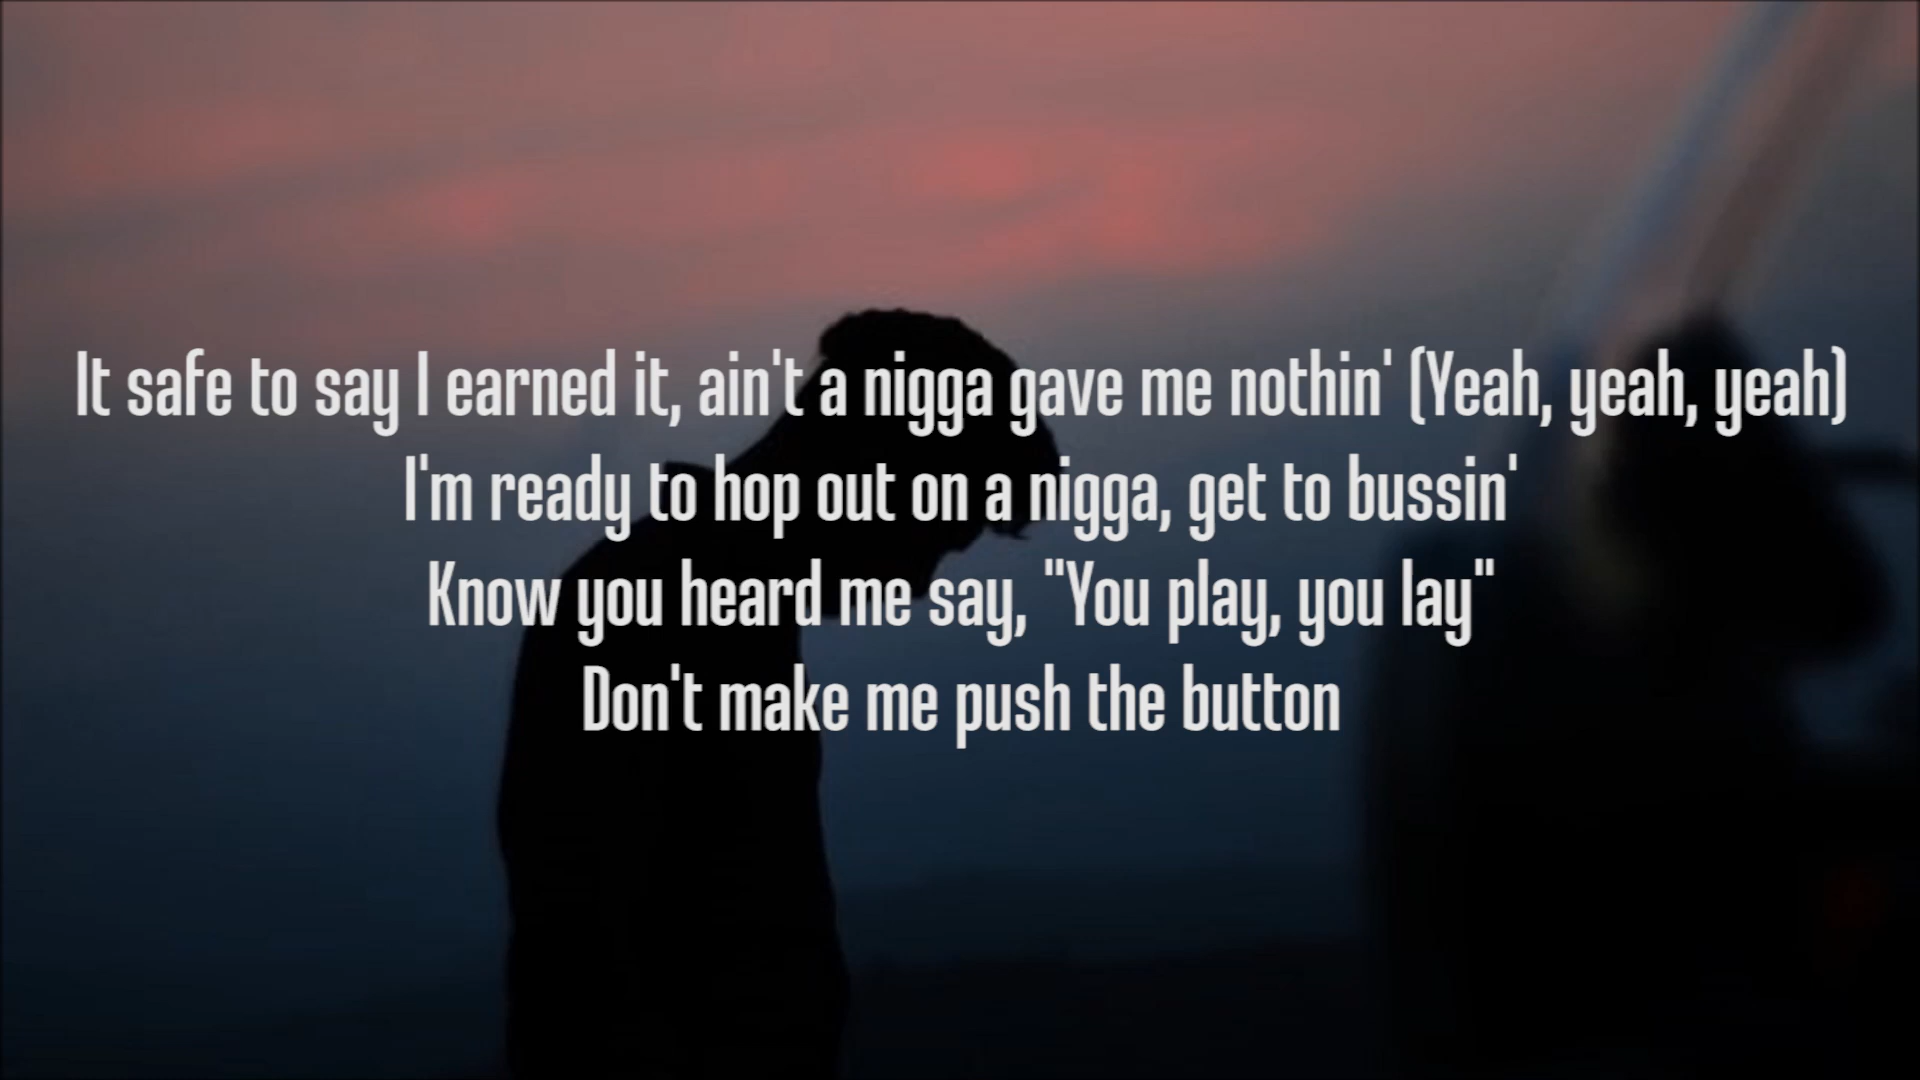 It safe to say I earned it, ain't a nigga gave me nothin' (Yeah, yeah, yeah)
I'm ready to hop out on a nigga, get to bussin'
Know you heard me say, "You play, you lay"
Don't make me push the button